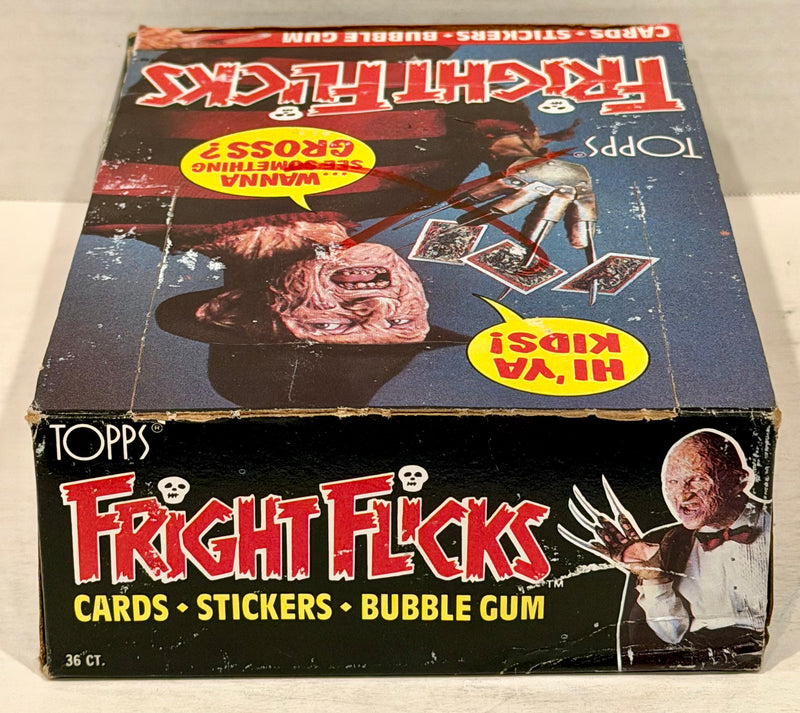 CARDS • STICKERS • BUBBLE GUM
FRIGHT FLICKS
TOPPS®
...WANNA
SEE SOMETHING
GROSS?
HI'YA
KIDS!
TOPPS®
FRIGHT FLICKS™
CARDS • STICKERS • BUBBLE GUM
36 CT.